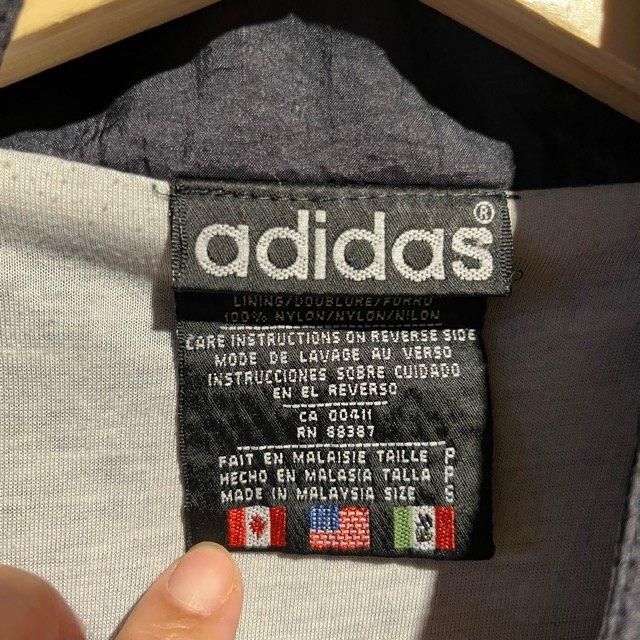 adidas®
LINING/DOUBLURE/FORRO
100% NYLON/NYLON/NILON
CARE INSTRUCTIONS ON REVERSE SIDE
MODE DE LAVAGE AU VERSO
INSTRUCCIONES SOBRE CUIDADO
EN EL REVERSO
CA 00411
RN 88387
FAIT EN MALAISIE TAILLE P
HECHO EN MALASIA TALLA P
MADE IN MALAYSIA SIZE S